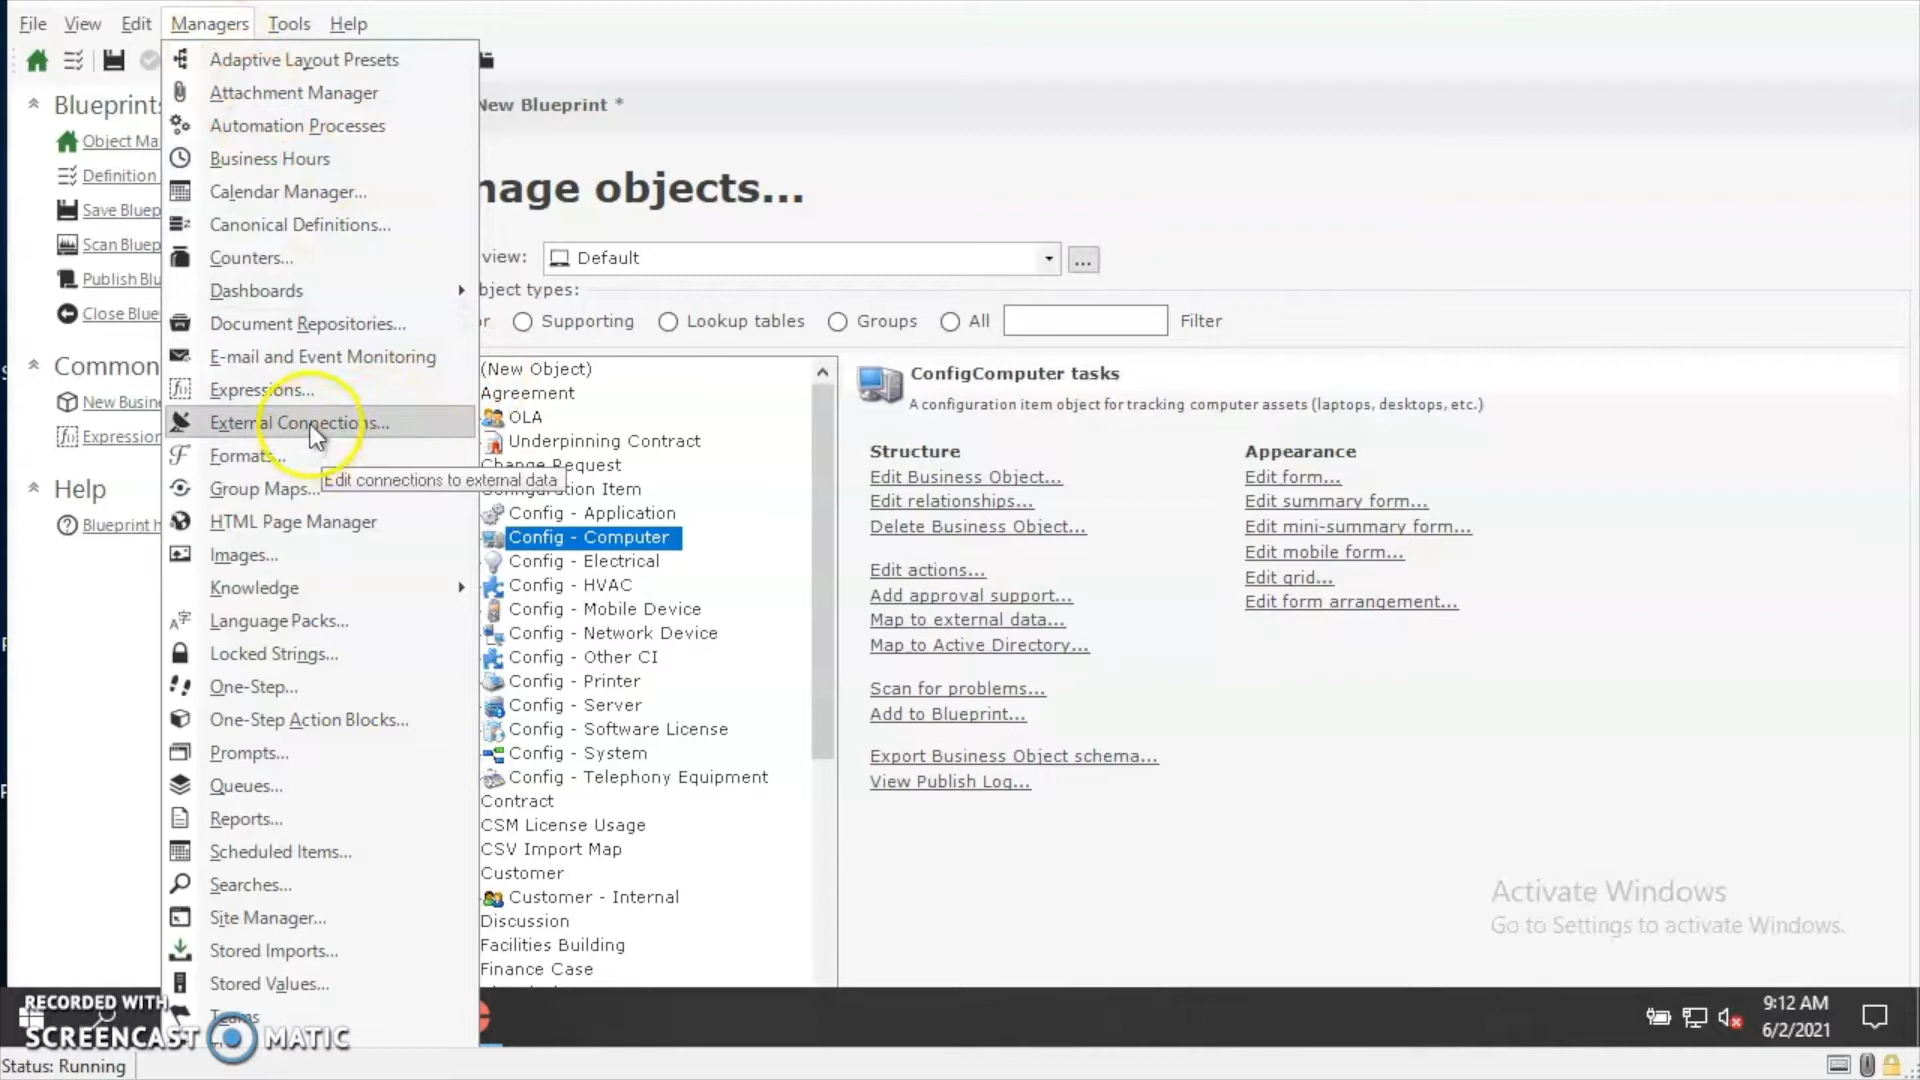 File View Edit Managers Tools Help
Adaptive Layout Presets
Attachment Manager
Automation Processes
Business Hours
Calendar Manager...
Canonical Definitions...
Counters...
Dashboards
Document Repositories...
E-mail and Event Monitoring
Expressions...
External Connections...
Formats...
Edit connections to external data
Group Maps...
HTML Page Manager
Images...
Knowledge
Language Packs...
Locked Strings...
One-Step...
One-Step Action Blocks...
Prompts...
Queues...
Reports...
Scheduled Items...
Searches...
Site Manager...
Stored Imports...
Stored Values...
Teams
Blueprints
Object Ma
Definition
Save Bluep
Scan Bluep
Publish Blu
Close Blue
Common
New Busin
Expression
Help
Blueprint h
New Blueprint *
nage objects...
view: Default ...
bject types:
r Supporting Lookup tables Groups All Filter
(New Object)
Agreement
OLA
Underpinning Contract
Change Request
onfiguration Item
Config - Application
Config - Computer
Config - Electrical
Config - HVAC
Config - Mobile Device
Config - Network Device
Config - Other CI
Config - Printer
Config - Server
Config - Software License
Config - System
Config - Telephony Equipment
Contract
CSM License Usage
CSV Import Map
Customer
Customer - Internal
Discussion
Facilities Building
Finance Case
ConfigComputer tasks
A configuration item object for tracking computer assets (laptops, desktops, etc.)
Structure
Edit Business Object...
Edit relationships...
Delete Business Object...
Edit actions...
Add approval support...
Map to external data...
Map to Active Directory...
Scan for problems...
Add to Blueprint...
Export Business Object schema...
View Publish Log...
Appearance
Edit form...
Edit summary form...
Edit mini-summary form...
Edit mobile form...
Edit grid...
Edit form arrangement...
Activate Windows
Go to Settings to activate Windows.
RECORDED WITH
SCREENCAST MATIC
9:12 AM
6/2/2021
Status: Running